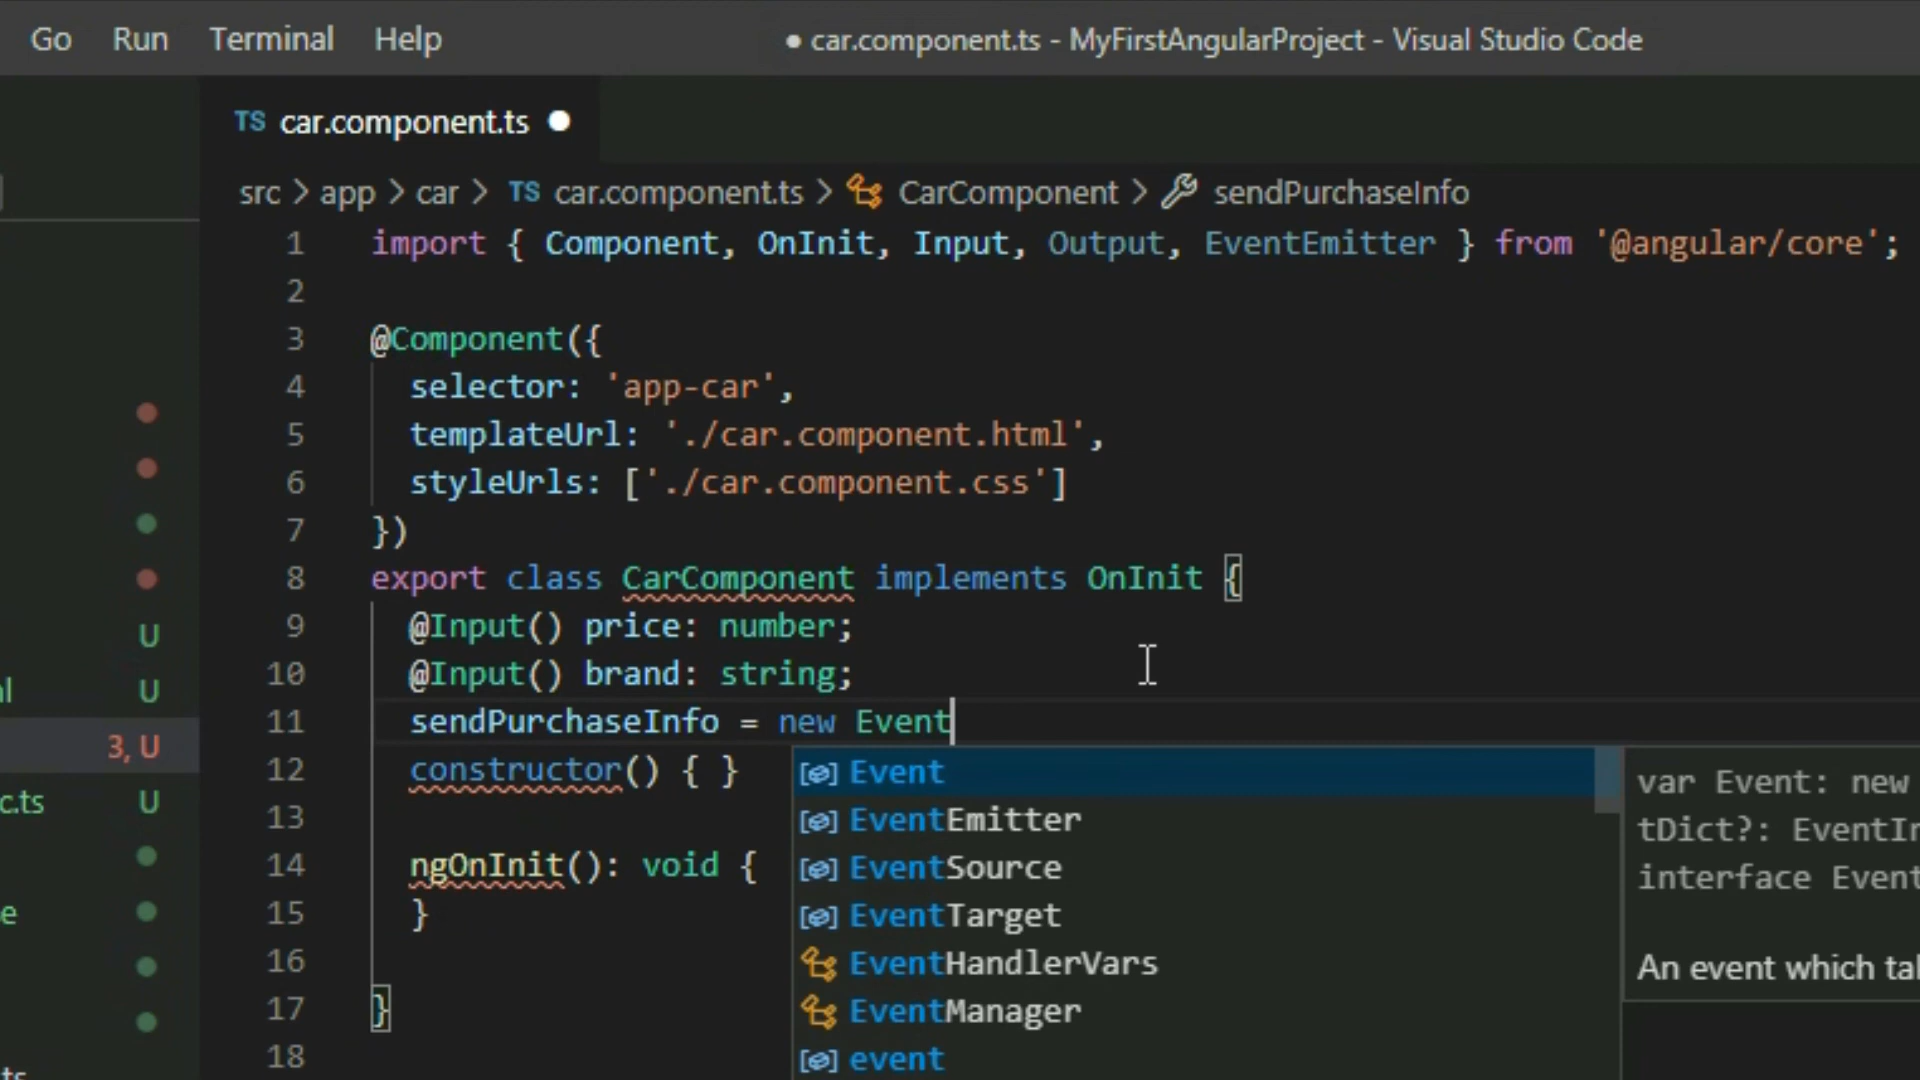 Go Run Terminal Help ● car.component.ts - MyFirstAngularProject - Visual Studio Code
TS car.component.ts
src > app > car > TS car.component.ts > CarComponent > sendPurchaseInfo
1 import { Component, OnInit, Input, Output, EventEmitter } from '@angular/core';
2
3 @Component({
4 selector: 'app-car',
5 templateUrl: './car.component.html',
6 styleUrls: ['./car.component.css']
7 })
8 export class CarComponent implements OnInit {
9 @Input() price: number;
U
10 @Input() brand: string;
l U
11 sendPurchaseInfo = new Event
3, U
12 constructor() { }
Event
var Event: new
c.ts U
13
EventEmitter
tDict?: EventIn
14 ngOnInit(): void {
EventSource
interface Event
15 }
e
EventTarget
16
EventHandlerVars
An event which tal
17 }
EventManager
18
event
ts